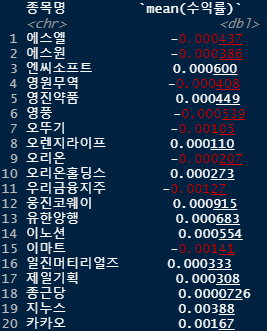 종목명 `mean(수익률)`
<chr> <dbl>
1 에스엘 -0.000437
2 에스원 -0.000386
3 엔씨소프트 0.000600
4 영원무역 -0.000408
5 영진약품 0.000449
6 영풍 -0.000539
7 오뚜기 -0.00105
8 오렌지라이프 0.000110
9 오리온 -0.000207
10 오리온홀딩스 0.000273
11 우리금융지주 -0.00127
12 웅진코웨이 0.000915
13 유한양행 0.000683
14 이노션 0.000554
15 이마트 -0.00141
16 일진머티리얼즈 0.000333
17 제일기획 0.000308
18 종근당 0.0000726
19 지누스 0.00388
20 카카오 0.00167